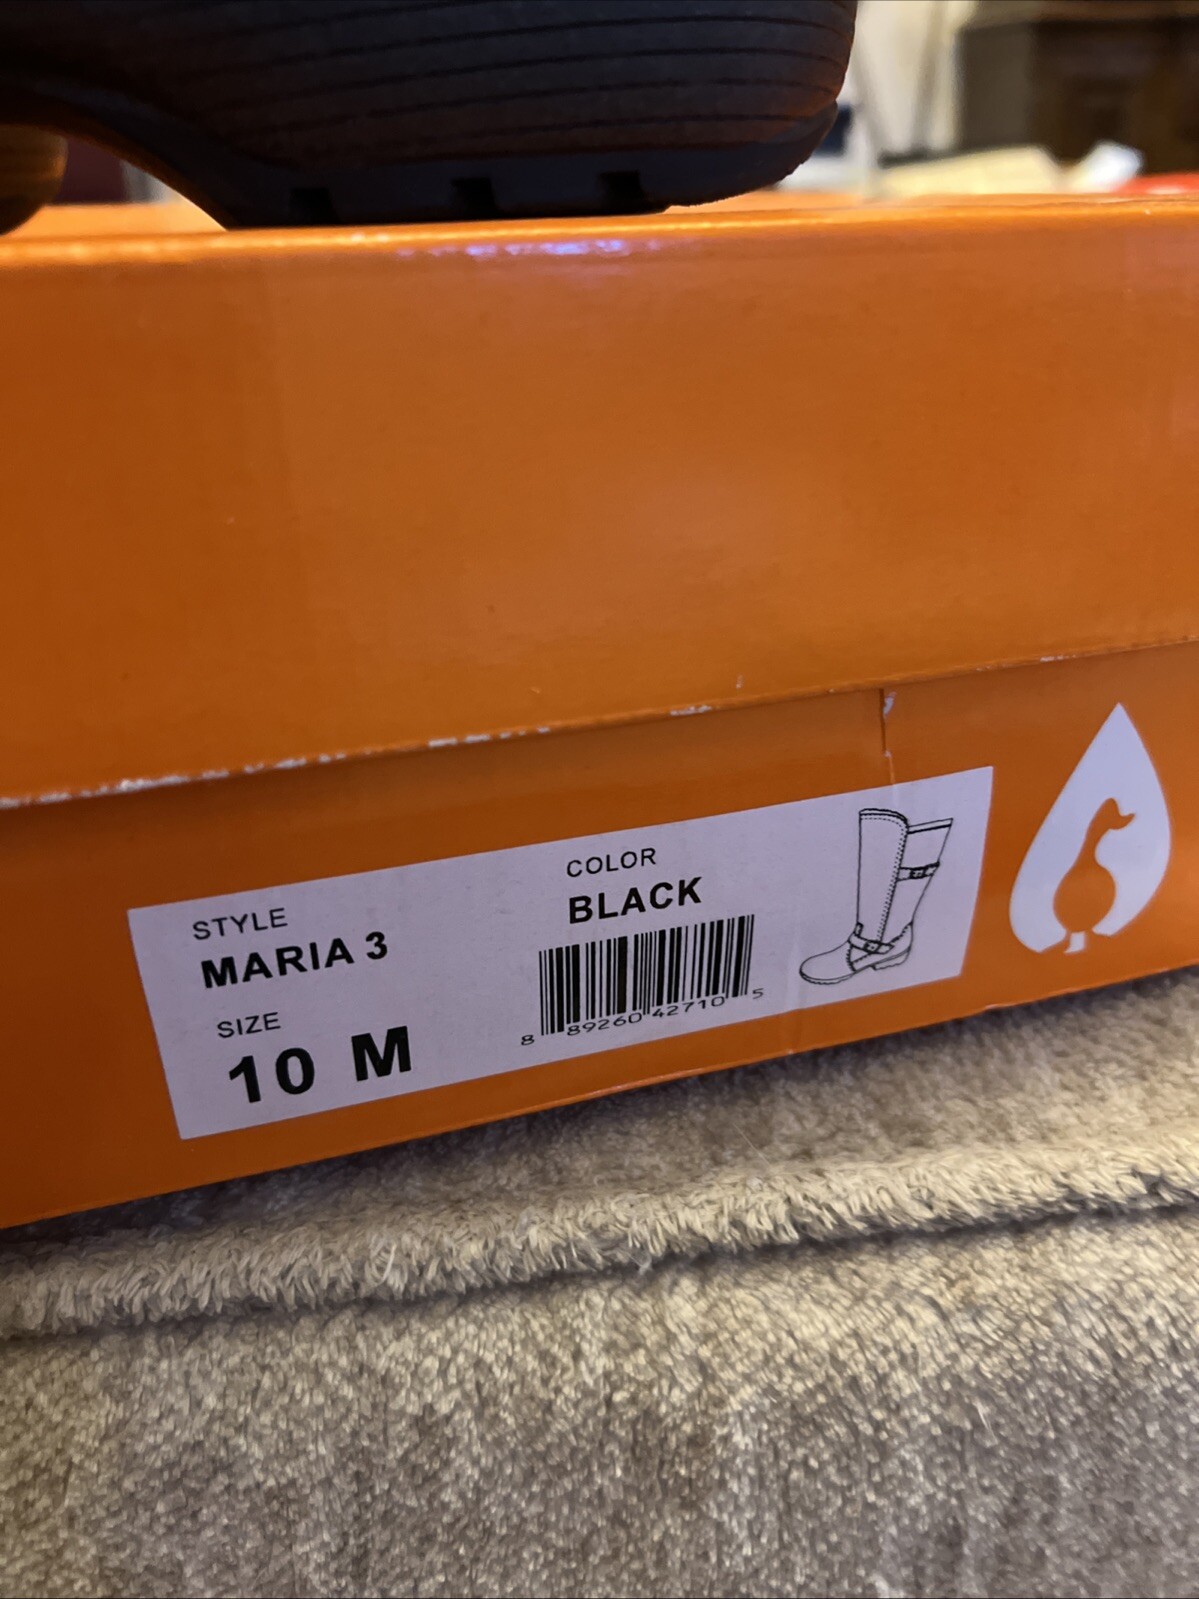 STYLE
MARIA 3
SIZE
10 M
COLOR
BLACK
8 89260 42710 5